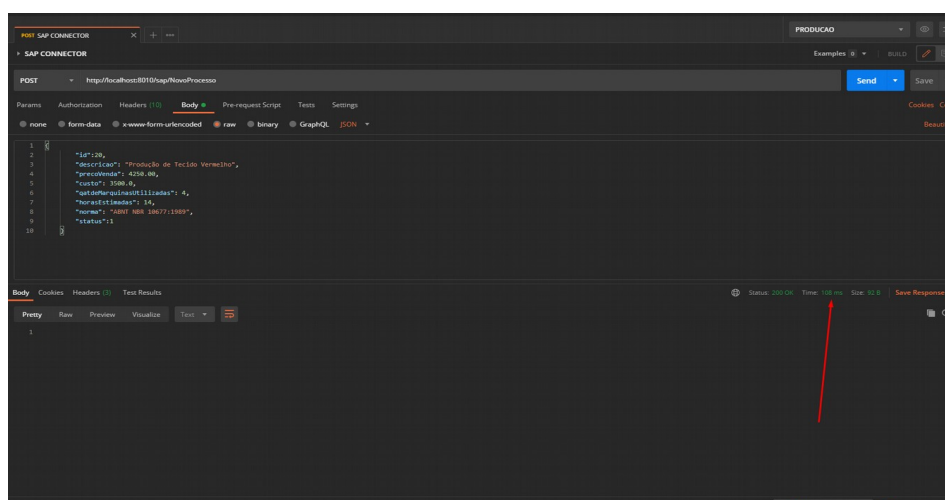 POST SAP CONNECTOR × + •••
PRODUCAO
SAP CONNECTOR
Examples 0 BUILD
POST http://localhost:8010/sap/NovoProcesso Send Save
Params Authorization Headers (10) Body Pre-request Script Tests Settings Cookies C
none form-data x-www-form-urlencoded raw binary GraphQL JSON Beauti
1 {
2 "id":20,
3 "descricao": "Produção de Tecido Vermelho",
4 "precoVenda": 4250.00,
5 "custo": 3500.0,
6 "qatdeMarquinasUtilizadas": 4,
7 "horasEstimadas": 14,
8 "norma": "ABNT NBR 10677:1989",
9 "status":1
10 }
Body Cookies Headers (3) Test Results Status: 200 OK Time: 108 ms Size: 92 B Save Response
Pretty Raw Preview Visualize Text
1